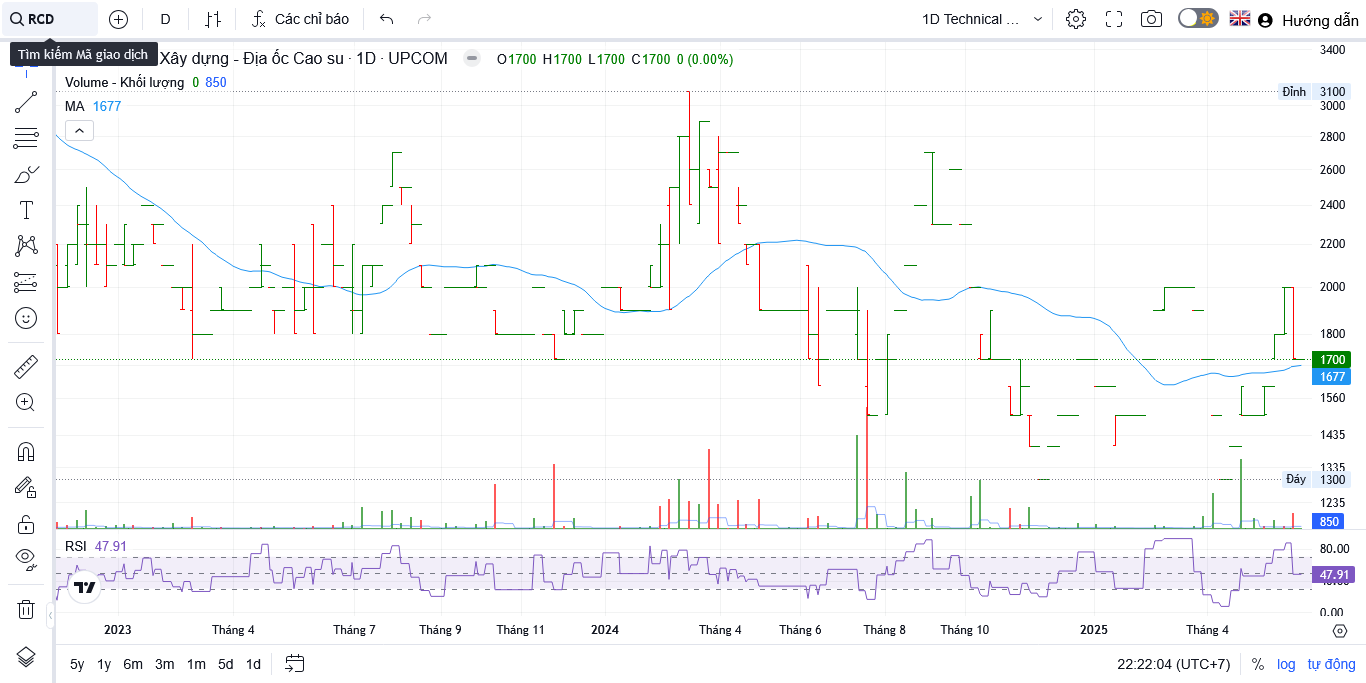 RCD
D
Các chỉ báo
1D Technical ...
Hướng dẫn
Tìm kiếm Mã giao dịch
Xây dựng - Địa ốc Cao su · 1D · UPCOM
O1700 H1700 L1700 C1700 0 (0.00%)
Volume - Khối lượng 0 850
MA 1677
3400
Đỉnh 3100
3000
2800
2600
2400
2200
2000
1800
1700
1677
1560
1435
1335
Đáy 1300
1235
850
RSI 47.91
80.00
47.91
0.00
2023 Tháng 4 Tháng 7 Tháng 9 Tháng 11 2024 Tháng 4 Tháng 6 Tháng 8 Tháng 10 2025 Tháng 4
5y 1y 6m 3m 1m 5d 1d
22:22:04 (UTC+7) % log tự động